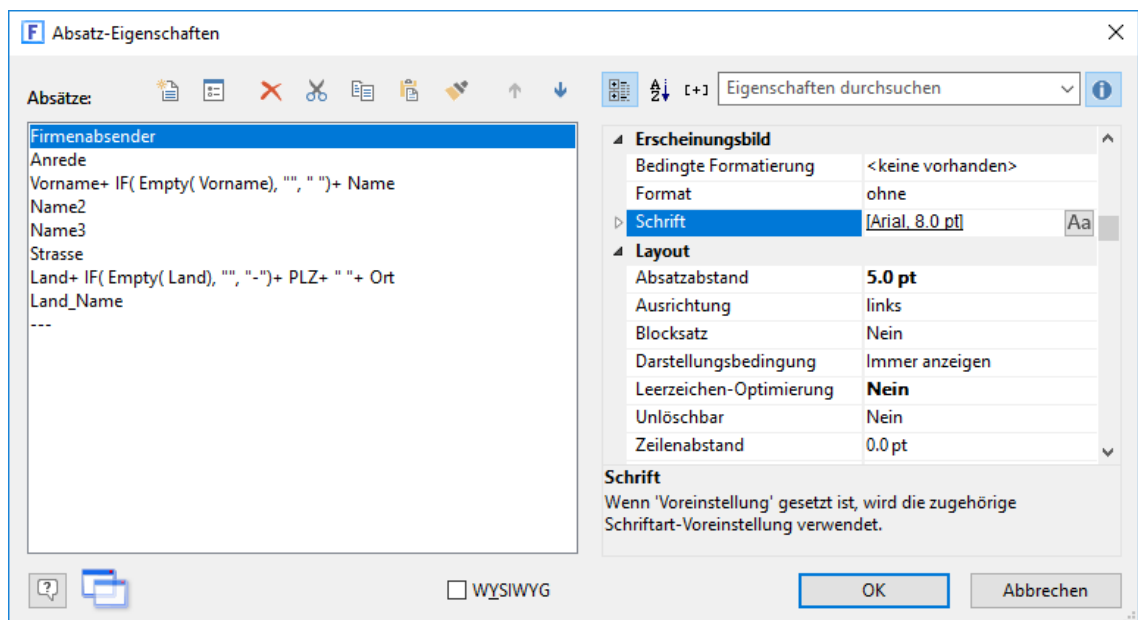 F Absatz-Eigenschaften
Absätze:
A Z [+] Eigenschaften durchsuchen
Firmenabsender
Anrede
Vorname+ IF( Empty( Vorname), "", " ")+ Name
Name2
Name3
Strasse
Land+ IF( Empty( Land), "", "-")+ PLZ+ " "+ Ort
Land_Name
---
Erscheinungsbild
Bedingte Formatierung <keine vorhanden>
Format ohne
Schrift [Arial, 8.0 pt] Aa
Layout
Absatzabstand 5.0 pt
Ausrichtung links
Blocksatz Nein
Darstellungsbedingung Immer anzeigen
Leerzeichen-Optimierung Nein
Unlöschbar Nein
Zeilenabstand 0.0 pt
Schrift
Wenn 'Voreinstellung' gesetzt ist, wird die zugehörige
Schriftart-Voreinstellung verwendet.
WYSIWYG
OK
Abbrechen